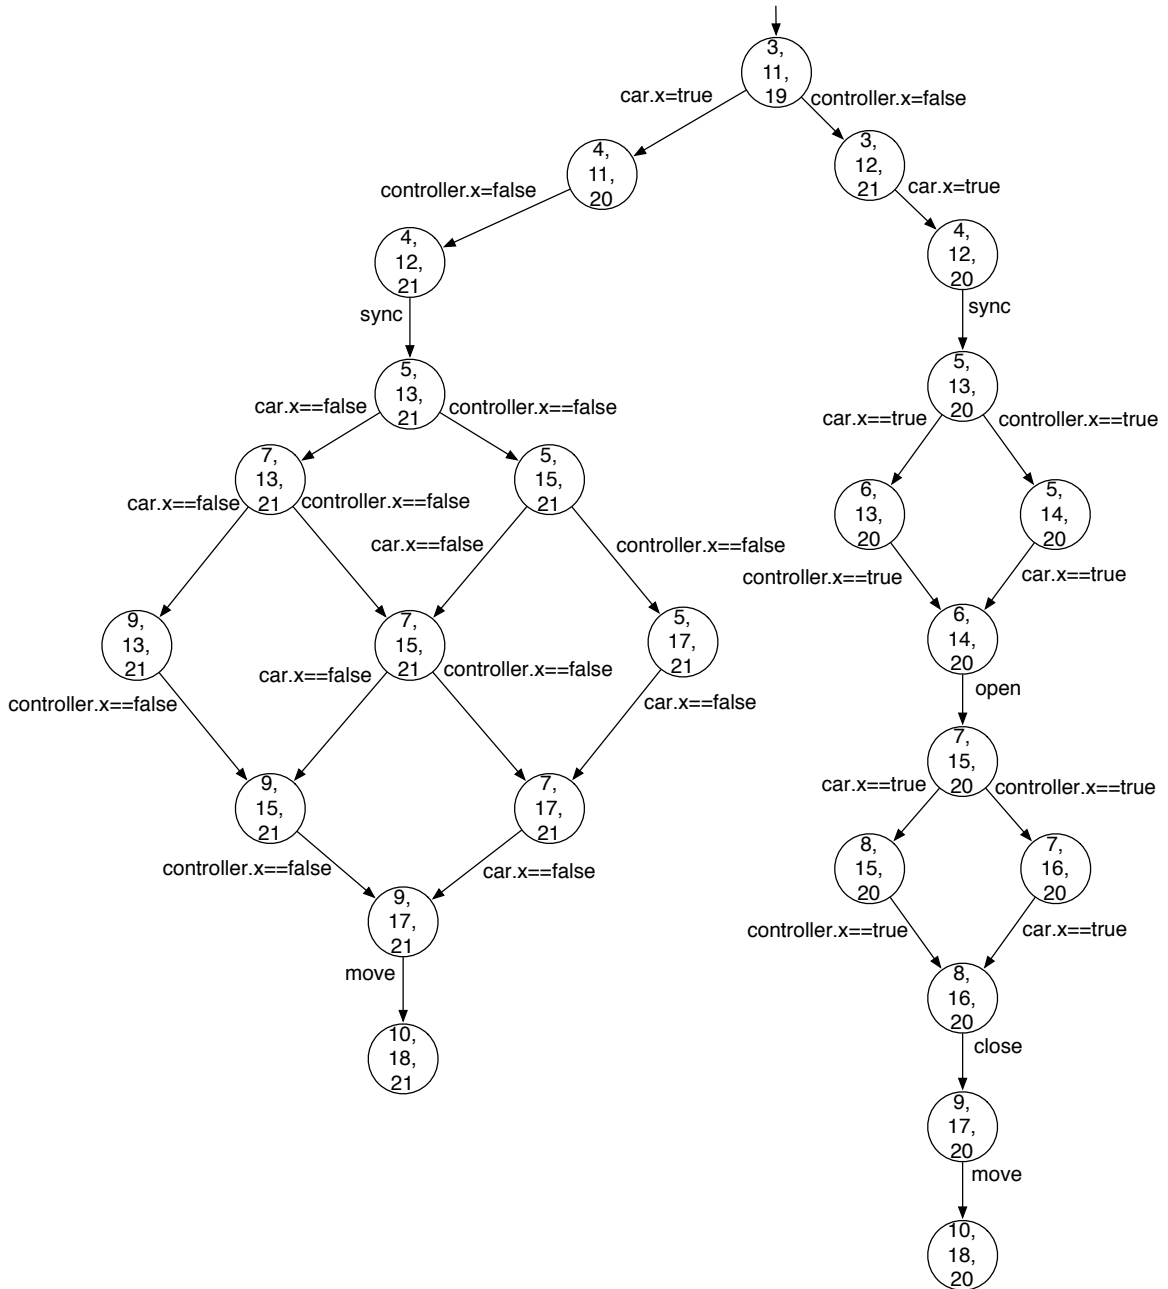 3,
11,
19
car.x=true
controller.x=false
4,
11,
20
3,
12,
21
controller.x=false
car.x=true
4,
12,
21
4,
12,
20
sync
sync
5,
13,
21
5,
13,
20
car.x==false
controller.x==false
car.x==true
controller.x==true
7,
13,
21
5,
15,
21
6,
13,
20
5,
14,
20
car.x==false
controller.x==false
car.x==false
controller.x==false
controller.x==true
car.x==true
9,
13,
21
7,
15,
21
5,
17,
21
6,
14,
20
controller.x==false
car.x==false
controller.x==false
car.x==false
open
7,
15,
20
car.x==true
controller.x==true
9,
15,
21
7,
17,
21
8,
15,
20
7,
16,
20
controller.x==false
car.x==false
controller.x==true
car.x==true
9,
17,
21
8,
16,
20
move
close
10,
18,
21
9,
17,
20
move
10,
18,
20